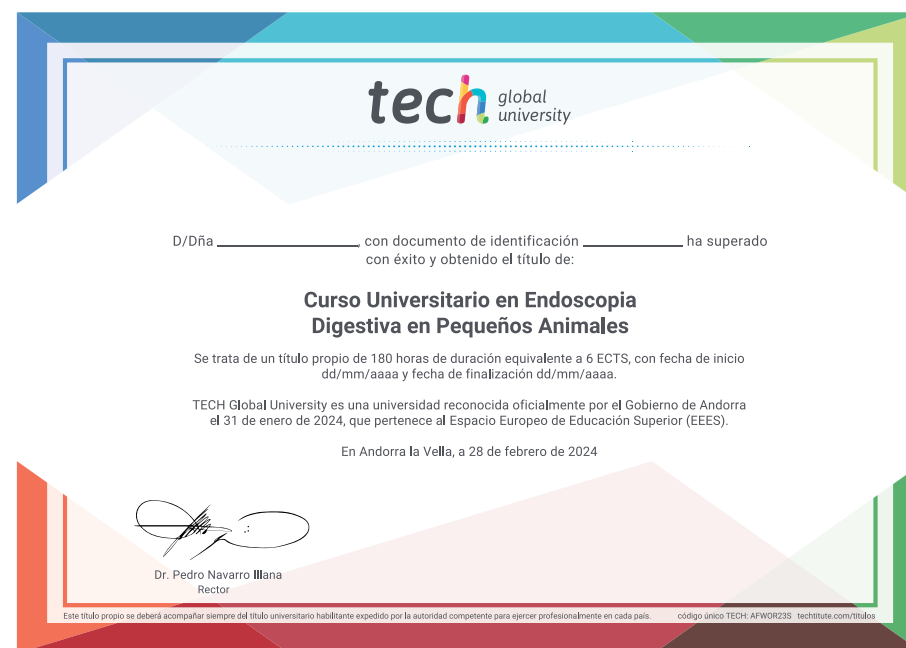 tech global university
D/Dña ____________________, con documento de identificación ______________ ha superado
con éxito y obtenido el título de:
Curso Universitario en Endoscopia
Digestiva en Pequeños Animales
Se trata de un título propio de 180 horas de duración equivalente a 6 ECTS, con fecha de inicio
dd/mm/aaaa y fecha de finalización dd/mm/aaaa.
TECH Global University es una universidad reconocida oficialmente por el Gobierno de Andorra
el 31 de enero de 2024, que pertenece al Espacio Europeo de Educación Superior (EEES).
En Andorra la Vella, a 28 de febrero de 2024
Dr. Pedro Navarro Illana
Rector
Este título propio se deberá acompañar siempre del título universitario habilitante expedido por la autoridad competente para ejercer profesionalmente en cada país. código único TECH: AFWOR23S techtitute.com/titulos